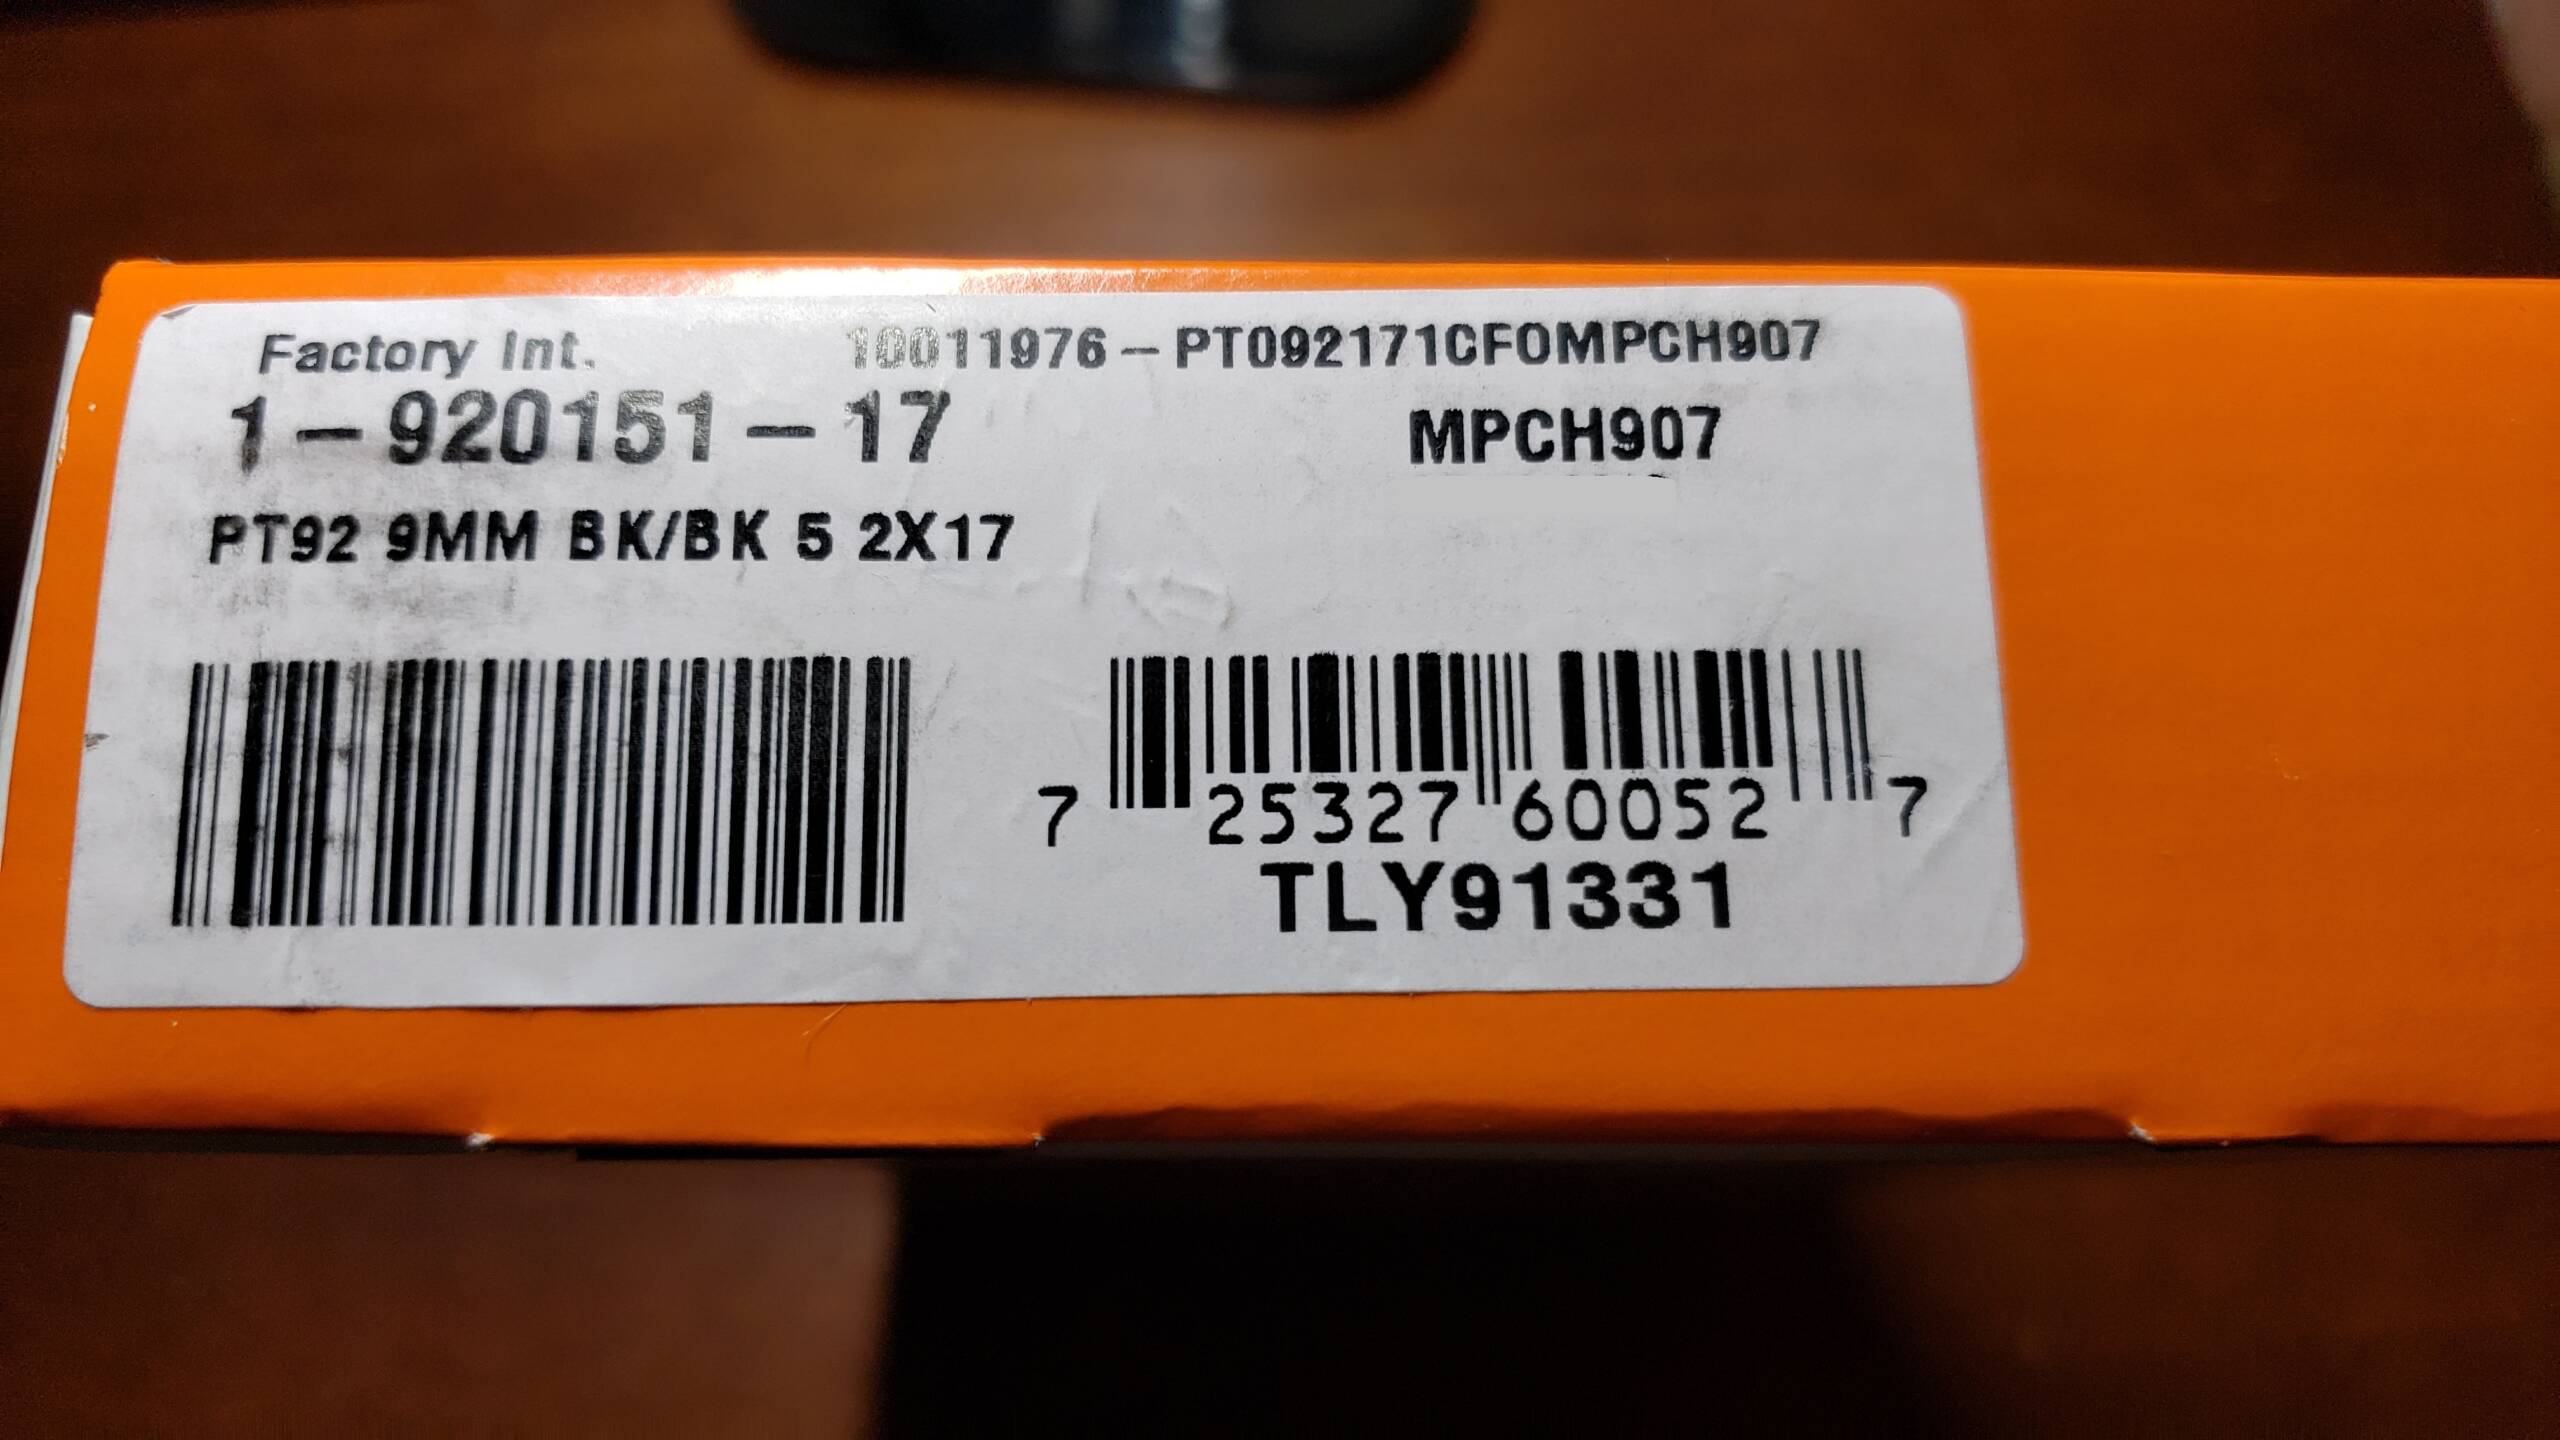 Factory Int. 10011976-PT092171CFOMPCH907
1-920151-17 MPCH907
PT92 9MM BK/BK 5 2X17
7 25327 60052 7
TLY91331